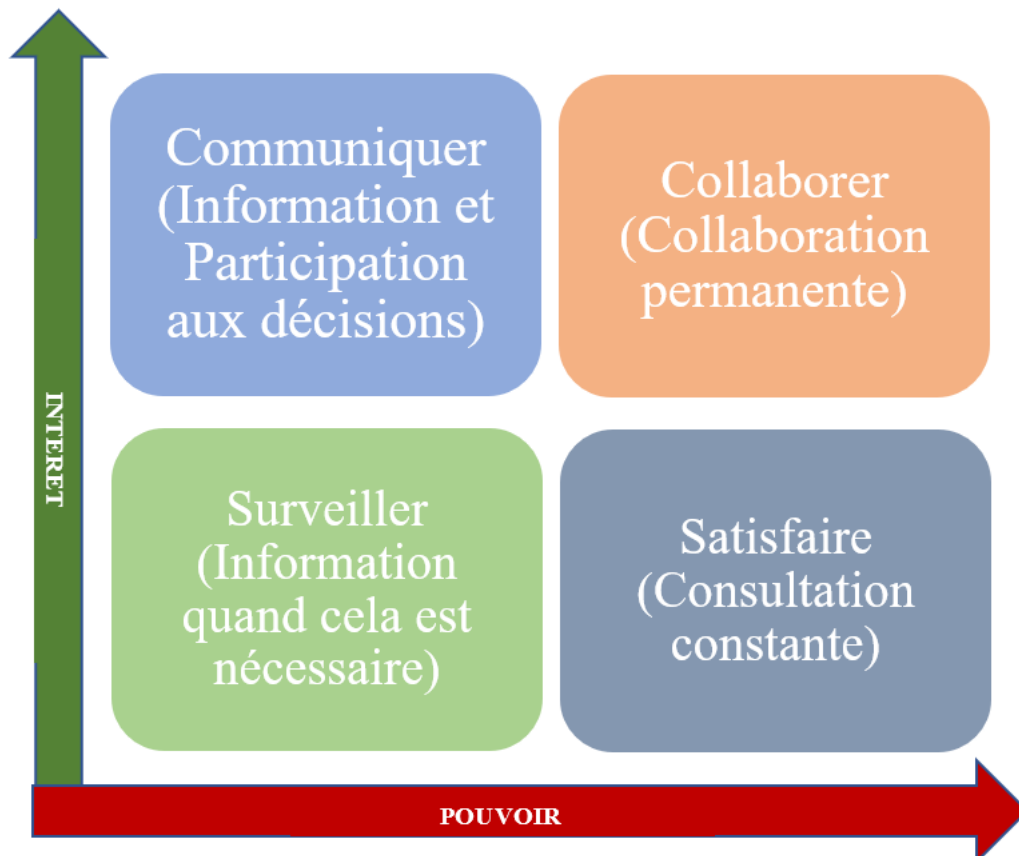 Communiquer
(Information et
Participation
aux décisions)
Collaborer
(Collaboration
permanente)
INTERET
Surveiller
(Information
quand cela est
nécessaire)
Satisfaire
(Consultation
constante)
POUVOIR